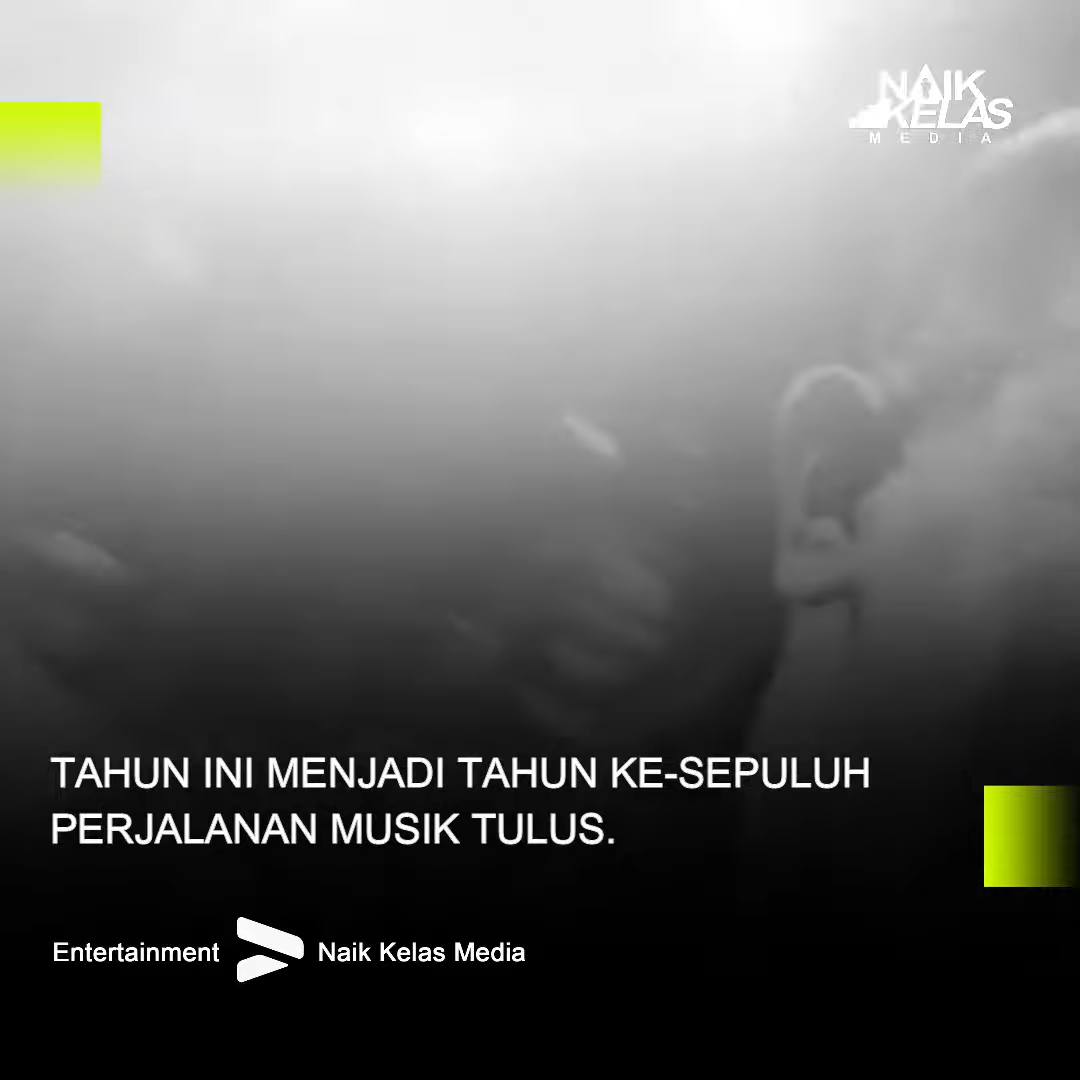 NAIK
KELAS
MEDIA
TAHUN INI MENJADI TAHUN KE-SEPULUH
PERJALANAN MUSIK TULUS.
Entertainment Naik Kelas Media